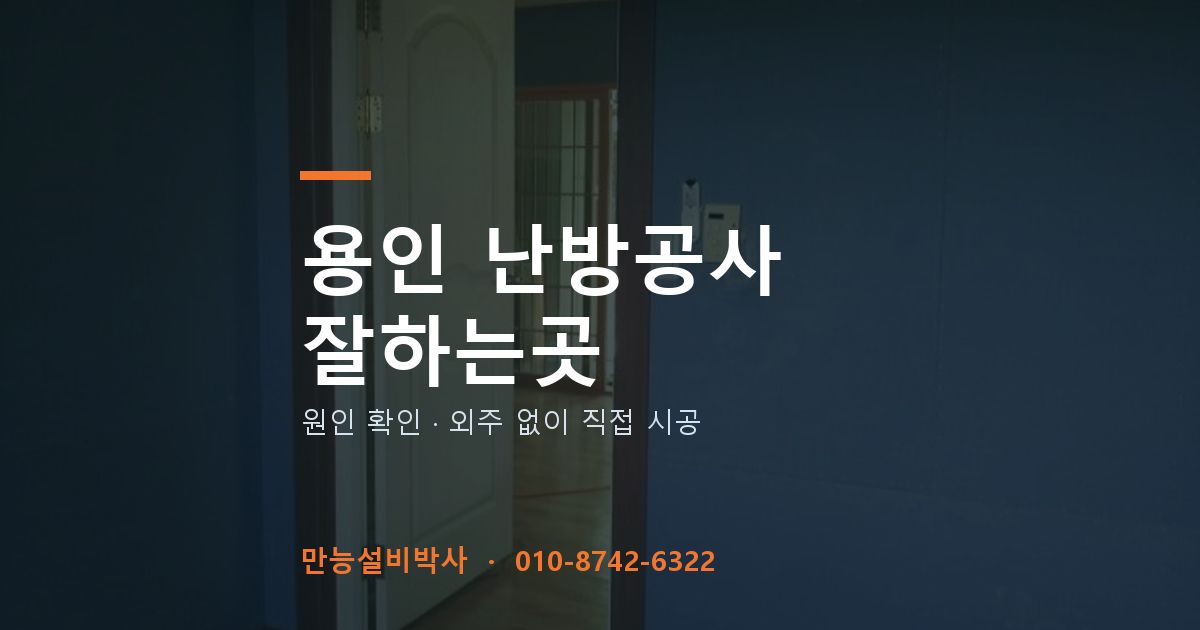 용인 난방공사
잘하는곳
원인 확인 · 외주 없이 직접 시공
만능설비박사 · 010-8742-6322